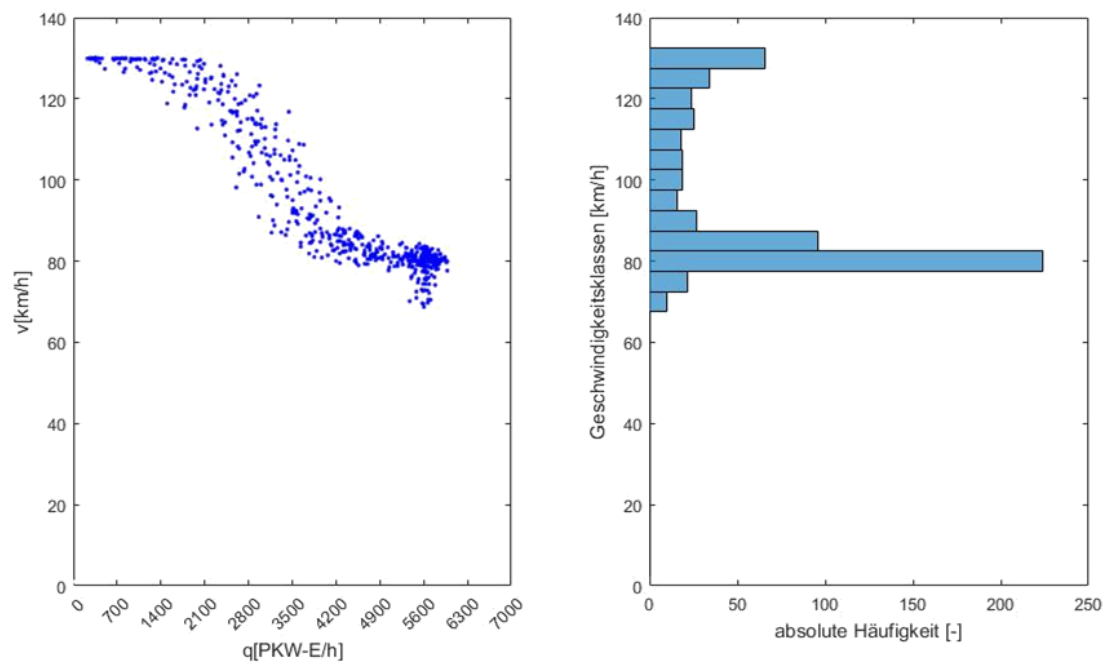 140
120
100
80
60
40
20
0
v[km/h]
0 700 1400 2100 2800 3500 4200 4900 5600 6300 7000
q[PKW-E/h]
140
120
100
80
60
40
20
0
Geschwindigkeitsklassen [km/h]
0 50 100 150 200 250
absolute Häufigkeit [-]